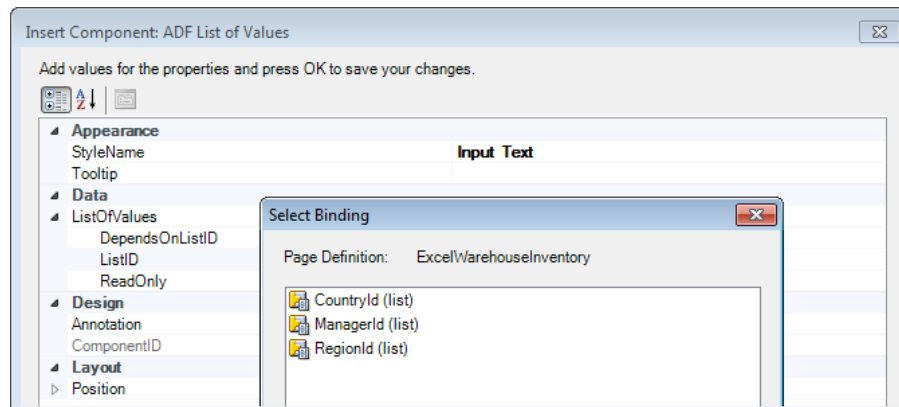 Insert Component: ADF List of Values
Add values for the properties and press OK to save your changes.
Appearance
StyleName Input Text
Tooltip
Data
ListOfValues
DependsOnListID
ListID
ReadOnly
Design
Annotation
ComponentID
Layout
Position
Select Binding
Page Definition: ExcelWarehouseInventory
CountryId (list)
ManagerId (list)
RegionId (list)